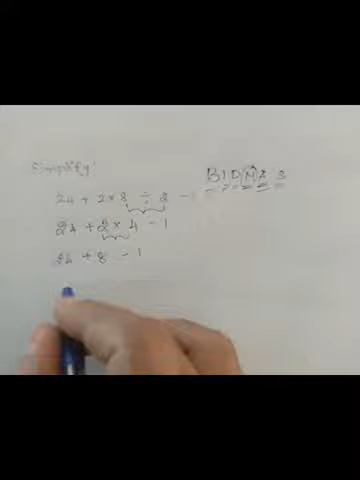 Simplify:
BIDMAS
24 + 2 × 8 ÷ 2 - 1
24 + 2 × 4 - 1
24 + 8 - 1